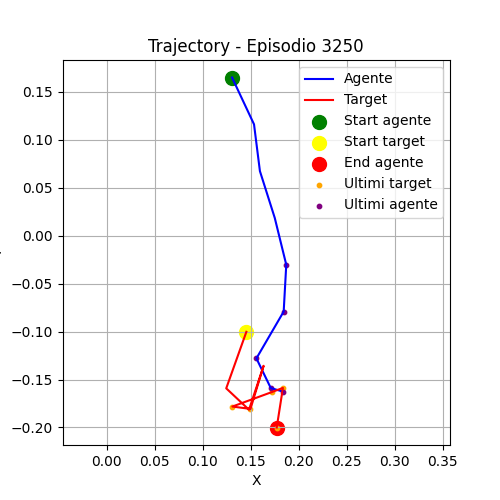 Trajectory - Episodio 3250
Agente
Target
Start agente
Start target
End agente
Ultimi target
Ultimi agente
0.15
0.10
0.05
0.00
−0.05
−0.10
−0.15
−0.20
0.00 0.05 0.10 0.15 0.20 0.25 0.30 0.35
X